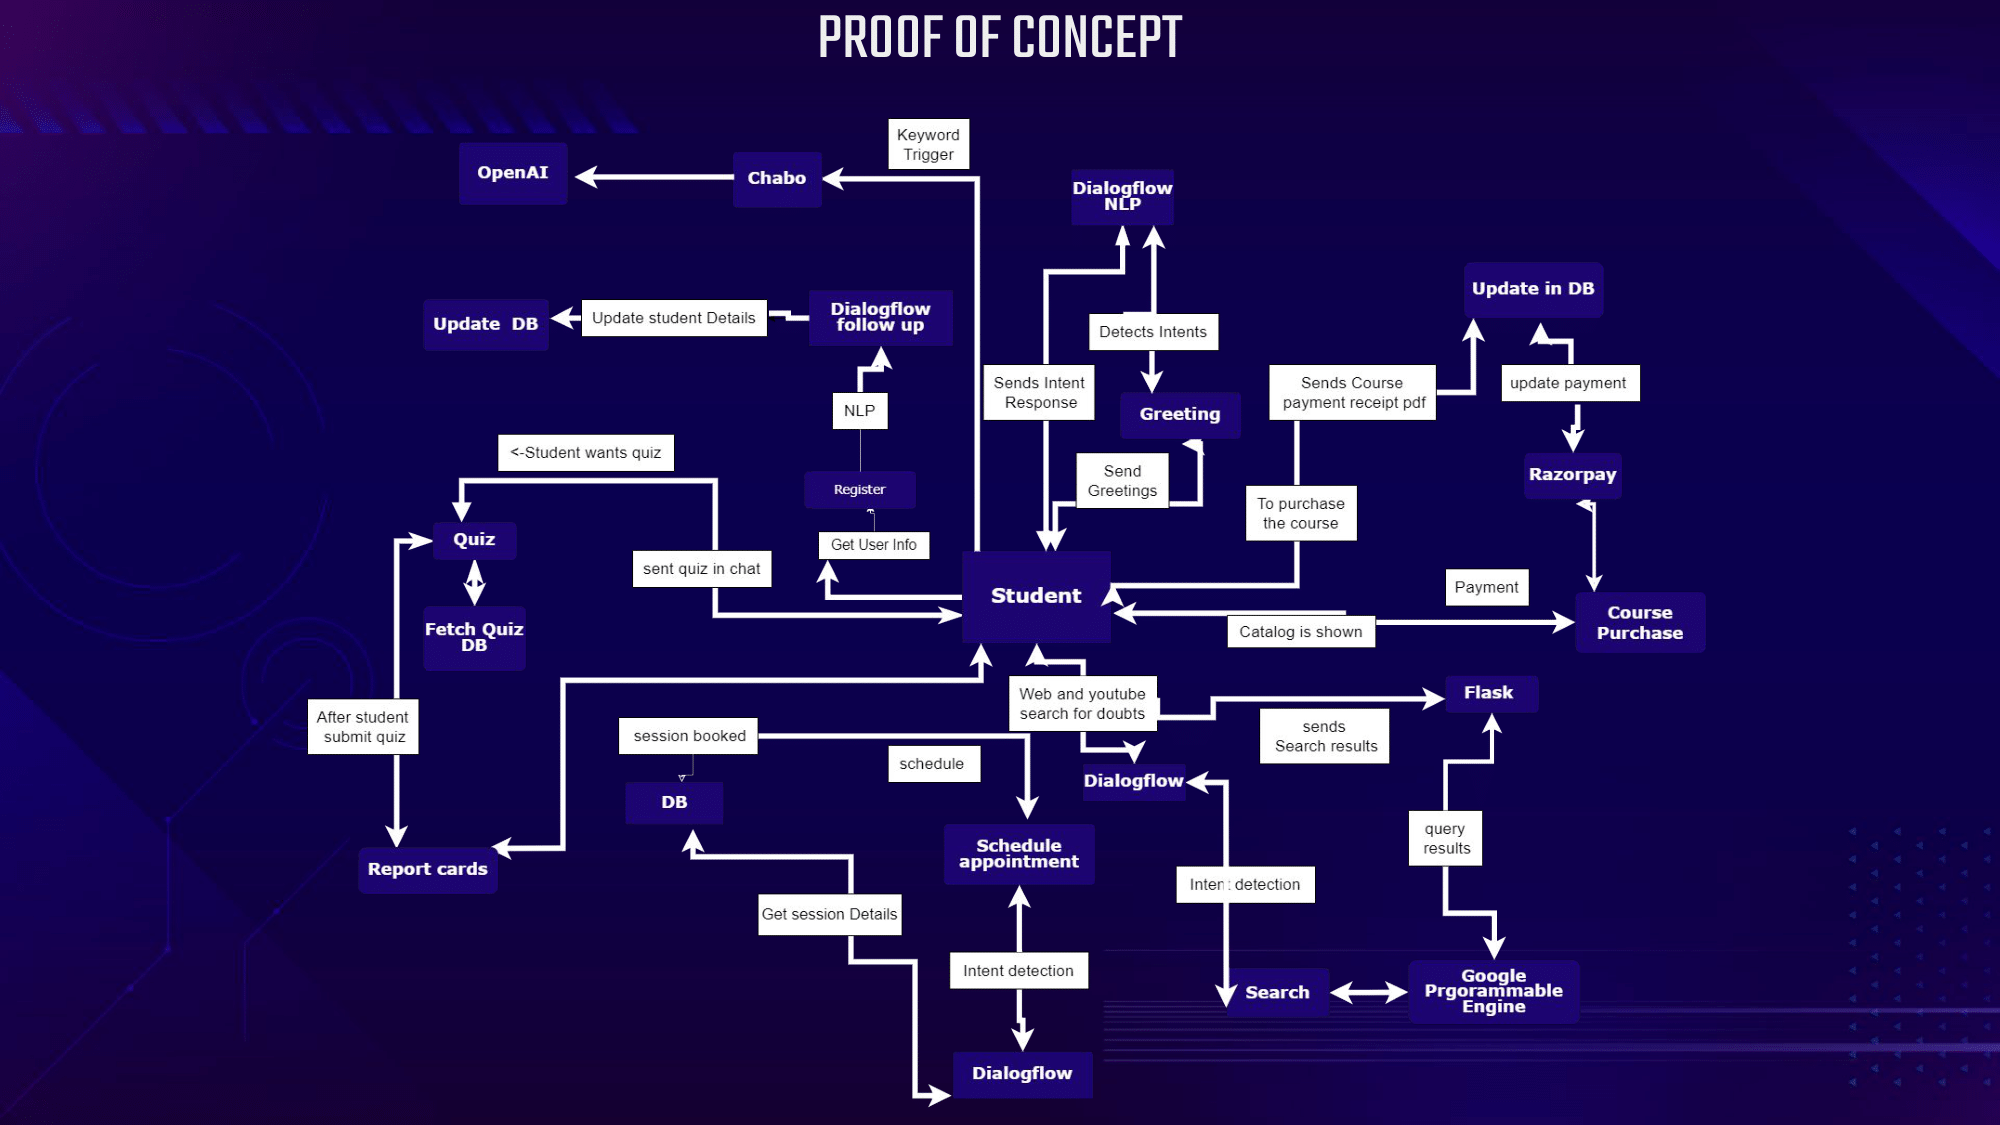 PROOF OF CONCEPT
Keyword
Trigger
OpenAI
Chabo
Dialogflow
NLP
Update in DB
Dialogflow
follow up
Update student Details
Update  DB
Detects Intents
Sends Intent
Response
Sends Course
payment receipt pdf
update payment
NLP
Greeting
<-Student wants quiz
Send
Greetings
Razorpay
Register
To purchase
the course
Quiz
Get User Info
sent quiz in chat
Student
Payment
Course
Purchase
Fetch Quiz
DB
Catalog is shown
Web and youtube
search for doubts
Flask
After student
submit quiz
session booked
sends
Search results
schedule
Dialogflow
DB
query
results
Schedule
appointment
Report cards
Intent detection
Get session Details
Intent detection
Search
Google
Prgorammable
Engine
Dialogflow